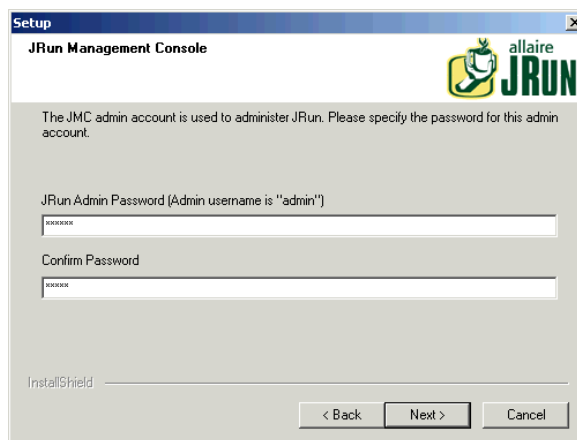 Setup
JRun Management Console
allaire
JRUN
The JMC admin account is used to administer JRun. Please specify the password for this admin
account.
JRun Admin Password (Admin username is "admin")
××××××
Confirm Password
×××××
InstallShield
< Back
Next >
Cancel